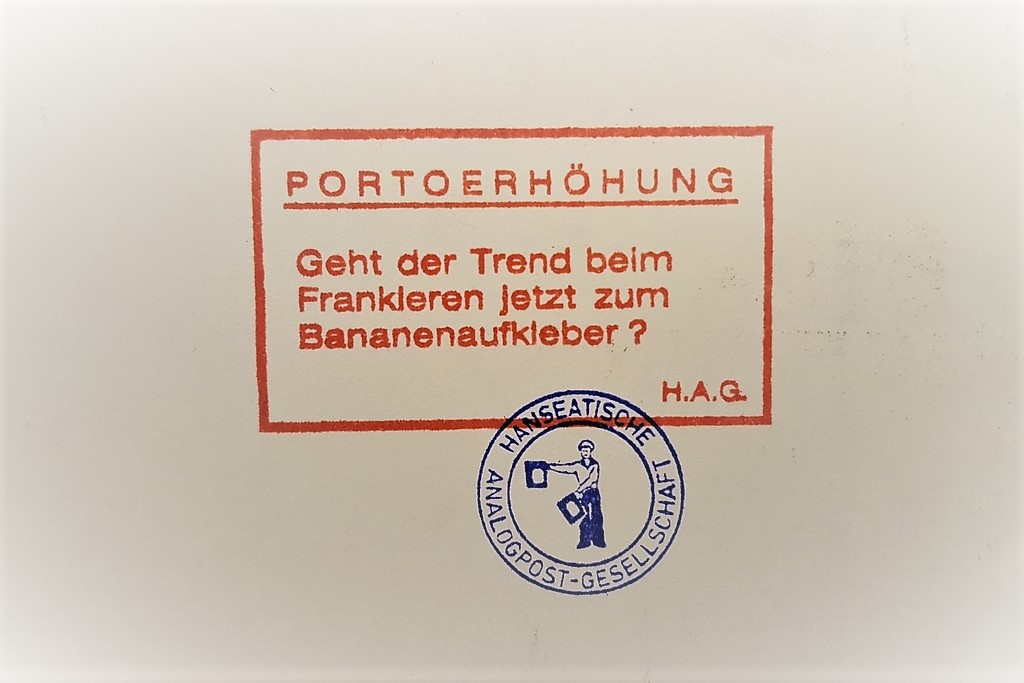 PORTOERHÖHUNG
Geht der Trend beim
Frankieren jetzt zum
Bananenaufkleber ?
H.A.G.
HANSEATISCHE
ANALOGPOST-GESELLSCHAFT